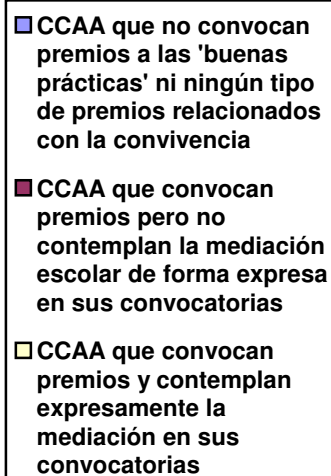 CCAA que no convocan
premios a las 'buenas
prácticas' ni ningún tipo
de premios relacionados
con la convivencia
CCAA que convocan
premios pero no
contemplan la mediación
escolar de forma expresa
en sus convocatorias
CCAA que convocan
premios y contemplan
expresamente la
mediación en sus
convocatorias